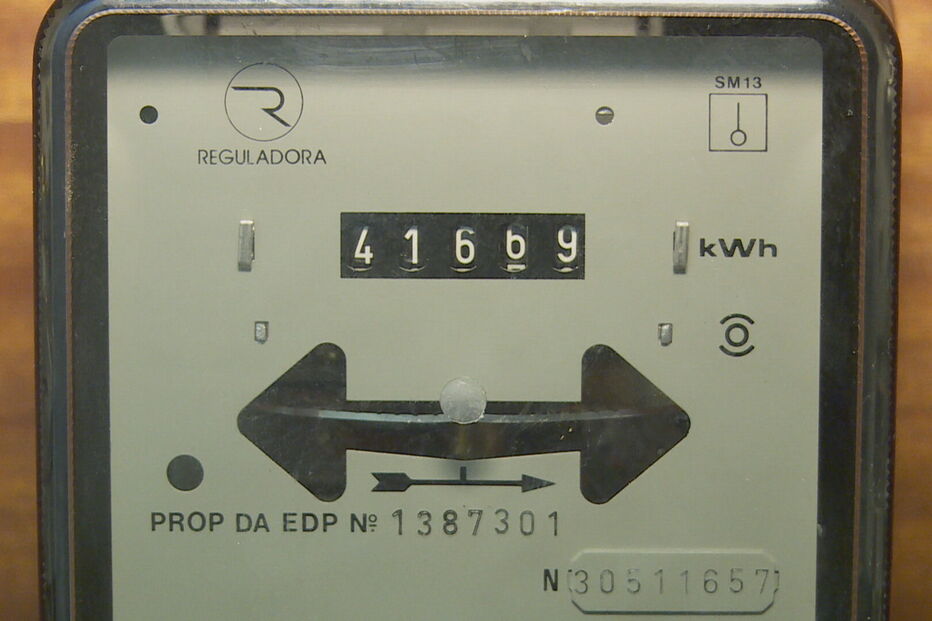 SM13
R
REGULADORA
41669 kWh
PROP DA EDP Nº 1387301
N 30511657